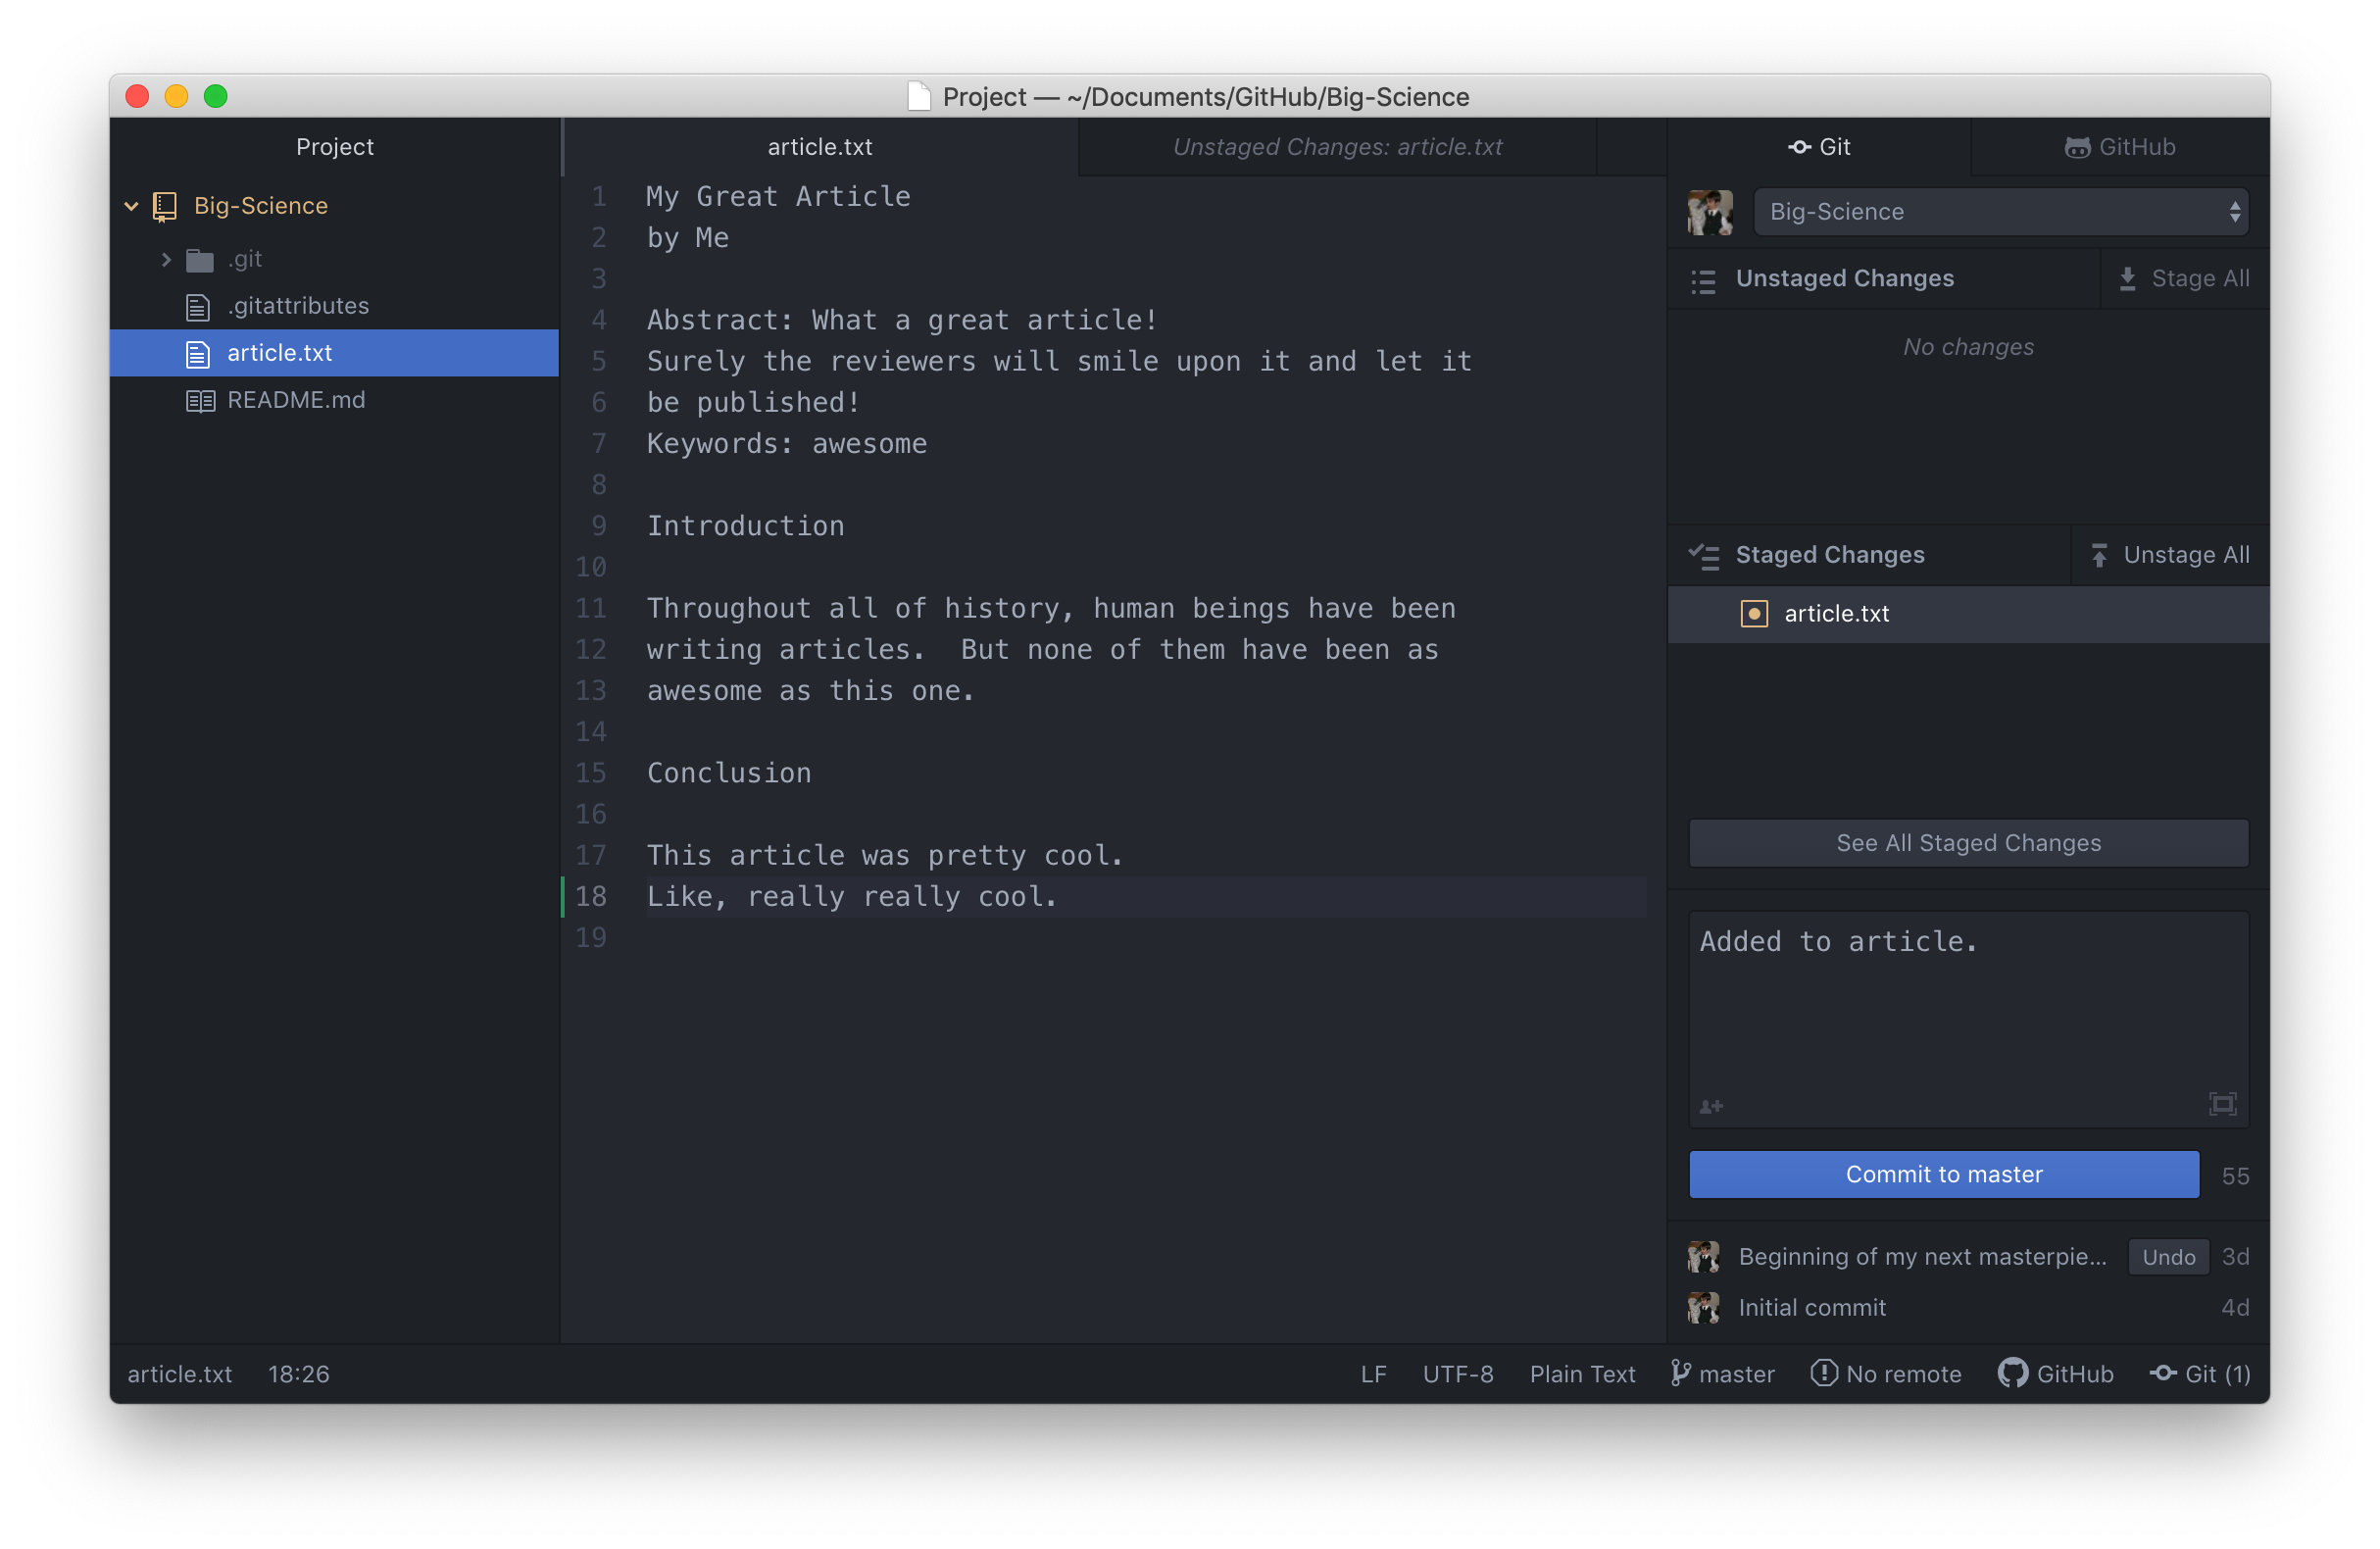 Project — ~/Documents/GitHub/Big-Science
Project
Big-Science
.git
.gitattributes
article.txt
README.md
article.txt
Unstaged Changes: article.txt
1 My Great Article
2 by Me
3
4 Abstract: What a great article!
5 Surely the reviewers will smile upon it and let it
6 be published!
7 Keywords: awesome
8
9 Introduction
10
11 Throughout all of history, human beings have been
12 writing articles.  But none of them have been as
13 awesome as this one.
14
15 Conclusion
16
17 This article was pretty cool.
18 Like, really really cool.
19
Git
GitHub
Big-Science
Unstaged Changes
Stage All
No changes
Staged Changes
Unstage All
article.txt
See All Staged Changes
Added to article.
Commit to master
55
Beginning of my next masterpie... Undo 3d
Initial commit 4d
article.txt 18:26 LF UTF-8 Plain Text master No remote GitHub Git (1)